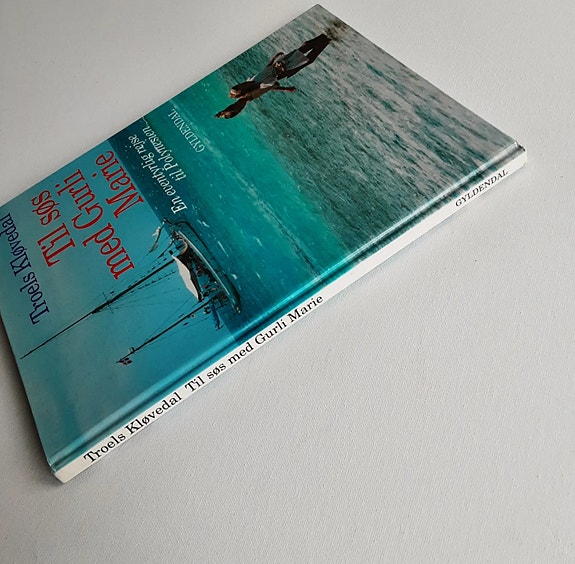 Troels Kløvedal
Til søs
med Gurli
Marie
En eventyrlig rejse
til Polynesien.
GYLDENDAL
Troels Kløvedal Til søs med Gurli Marie
GYLDENDAL